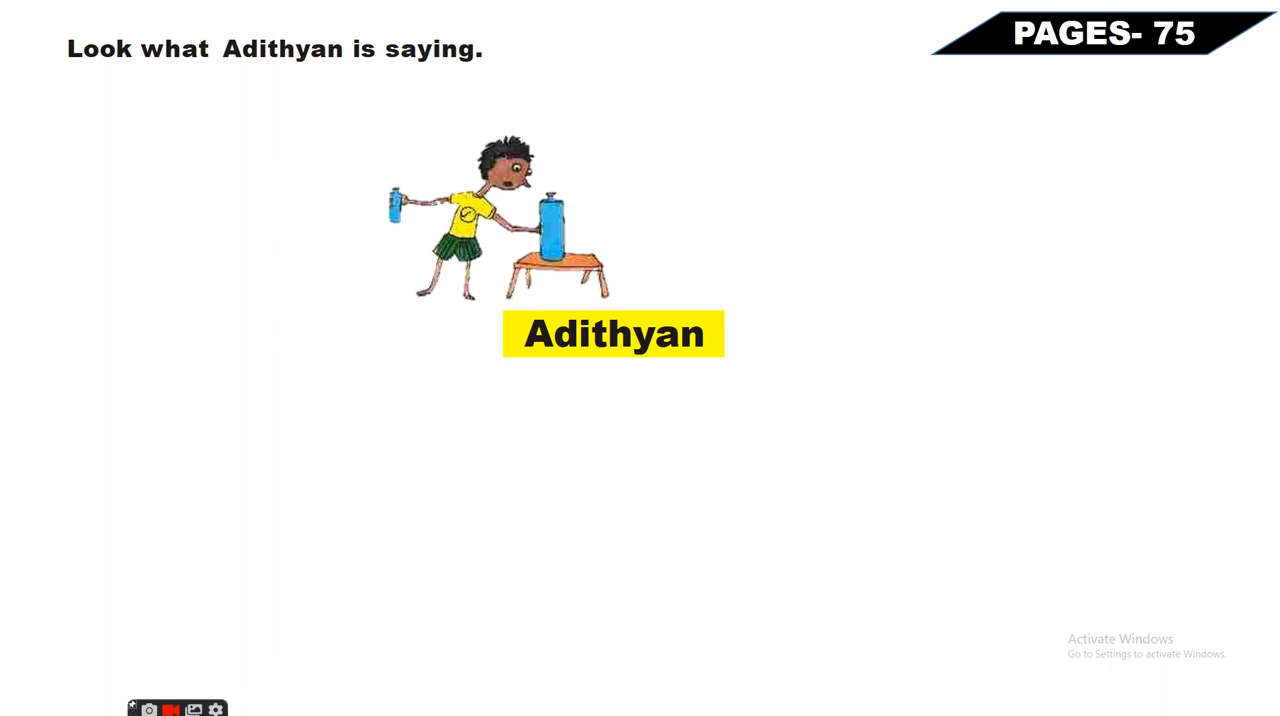 PAGES- 75
Look what Adithyan is saying.
Adithyan
Activate Windows
Go to Settings to activate Windows.